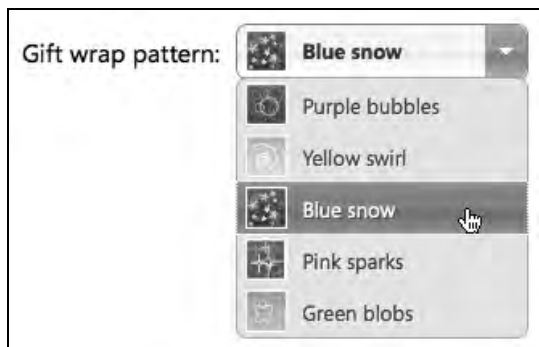 Gift wrap pattern: Blue snow
Purple bubbles
Yellow swirl
Blue snow
Pink sparks
Green blobs